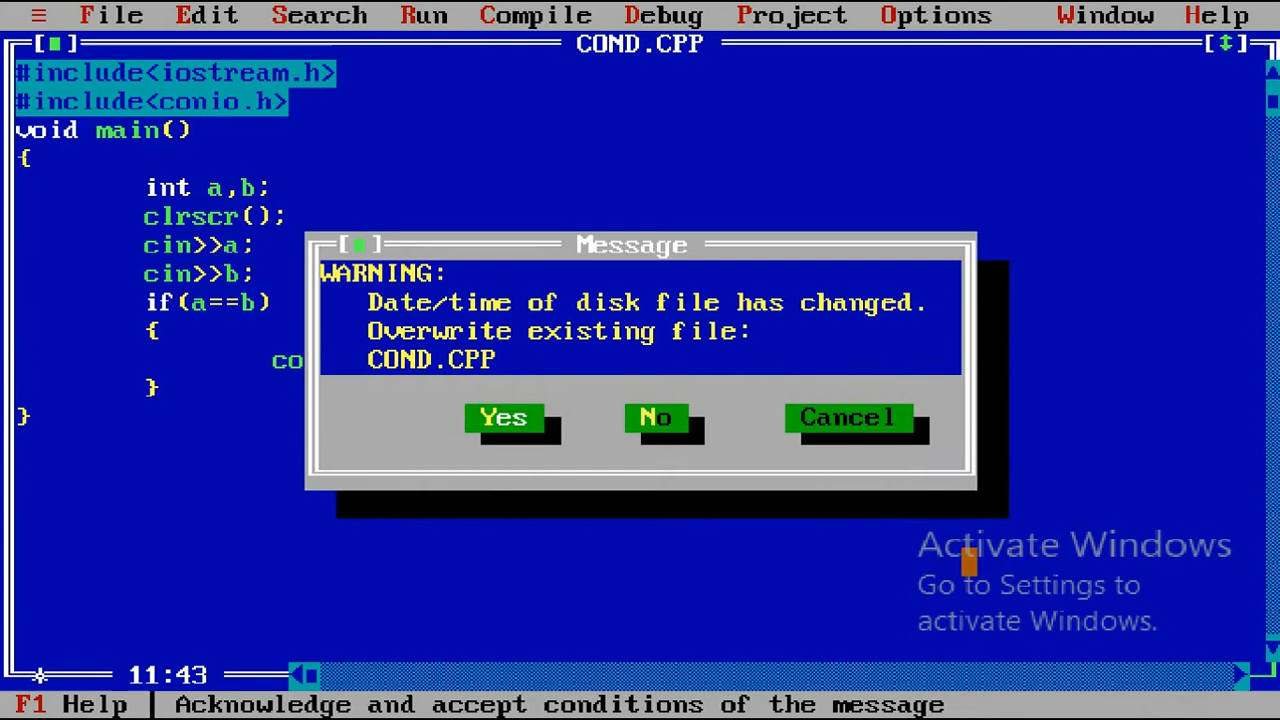 ≡ File Edit Search Run Compile Debug Project Options Window Help
[■] COND.CPP [↕]
#include<iostream.h>
#include<conio.h>
void main()
{
int a,b;
clrscr();
cin>>a;
cin>>b;
if(a==b)
{
co
}
}
[■] Message
WARNING:
Date/time of disk file has changed.
Overwrite existing file:
COND.CPP
Yes No Cancel
Activate Windows
Go to Settings to
activate Windows.
11:43
F1 Help | Acknowledge and accept conditions of the message